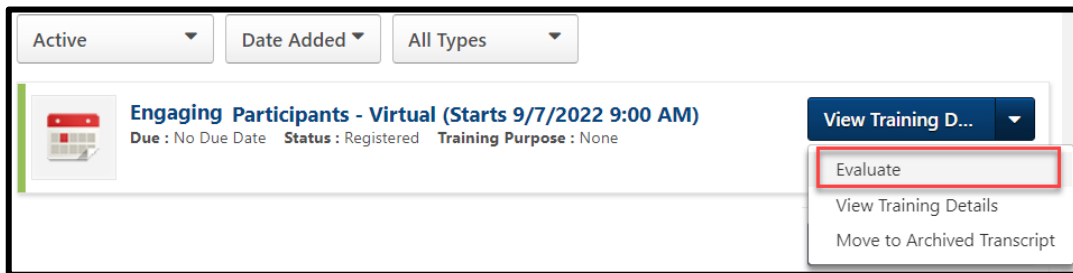 Active Date Added All Types
Engaging Participants - Virtual (Starts 9/7/2022 9:00 AM)
Due : No Due Date Status : Registered Training Purpose : None
View Training D...
Evaluate
View Training Details
Move to Archived Transcript